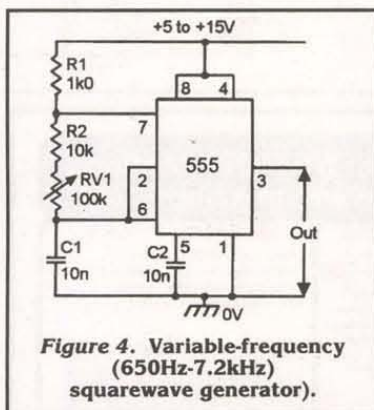 +5 to +15V
R1
1k0
8 4
7
R2
10k
555
2
3
RV1
100k
6
Out
C1
10n
C2
10n
5
1
0V
Figure 4. Variable-frequency
(650Hz-7.2kHz)
squarewave generator).